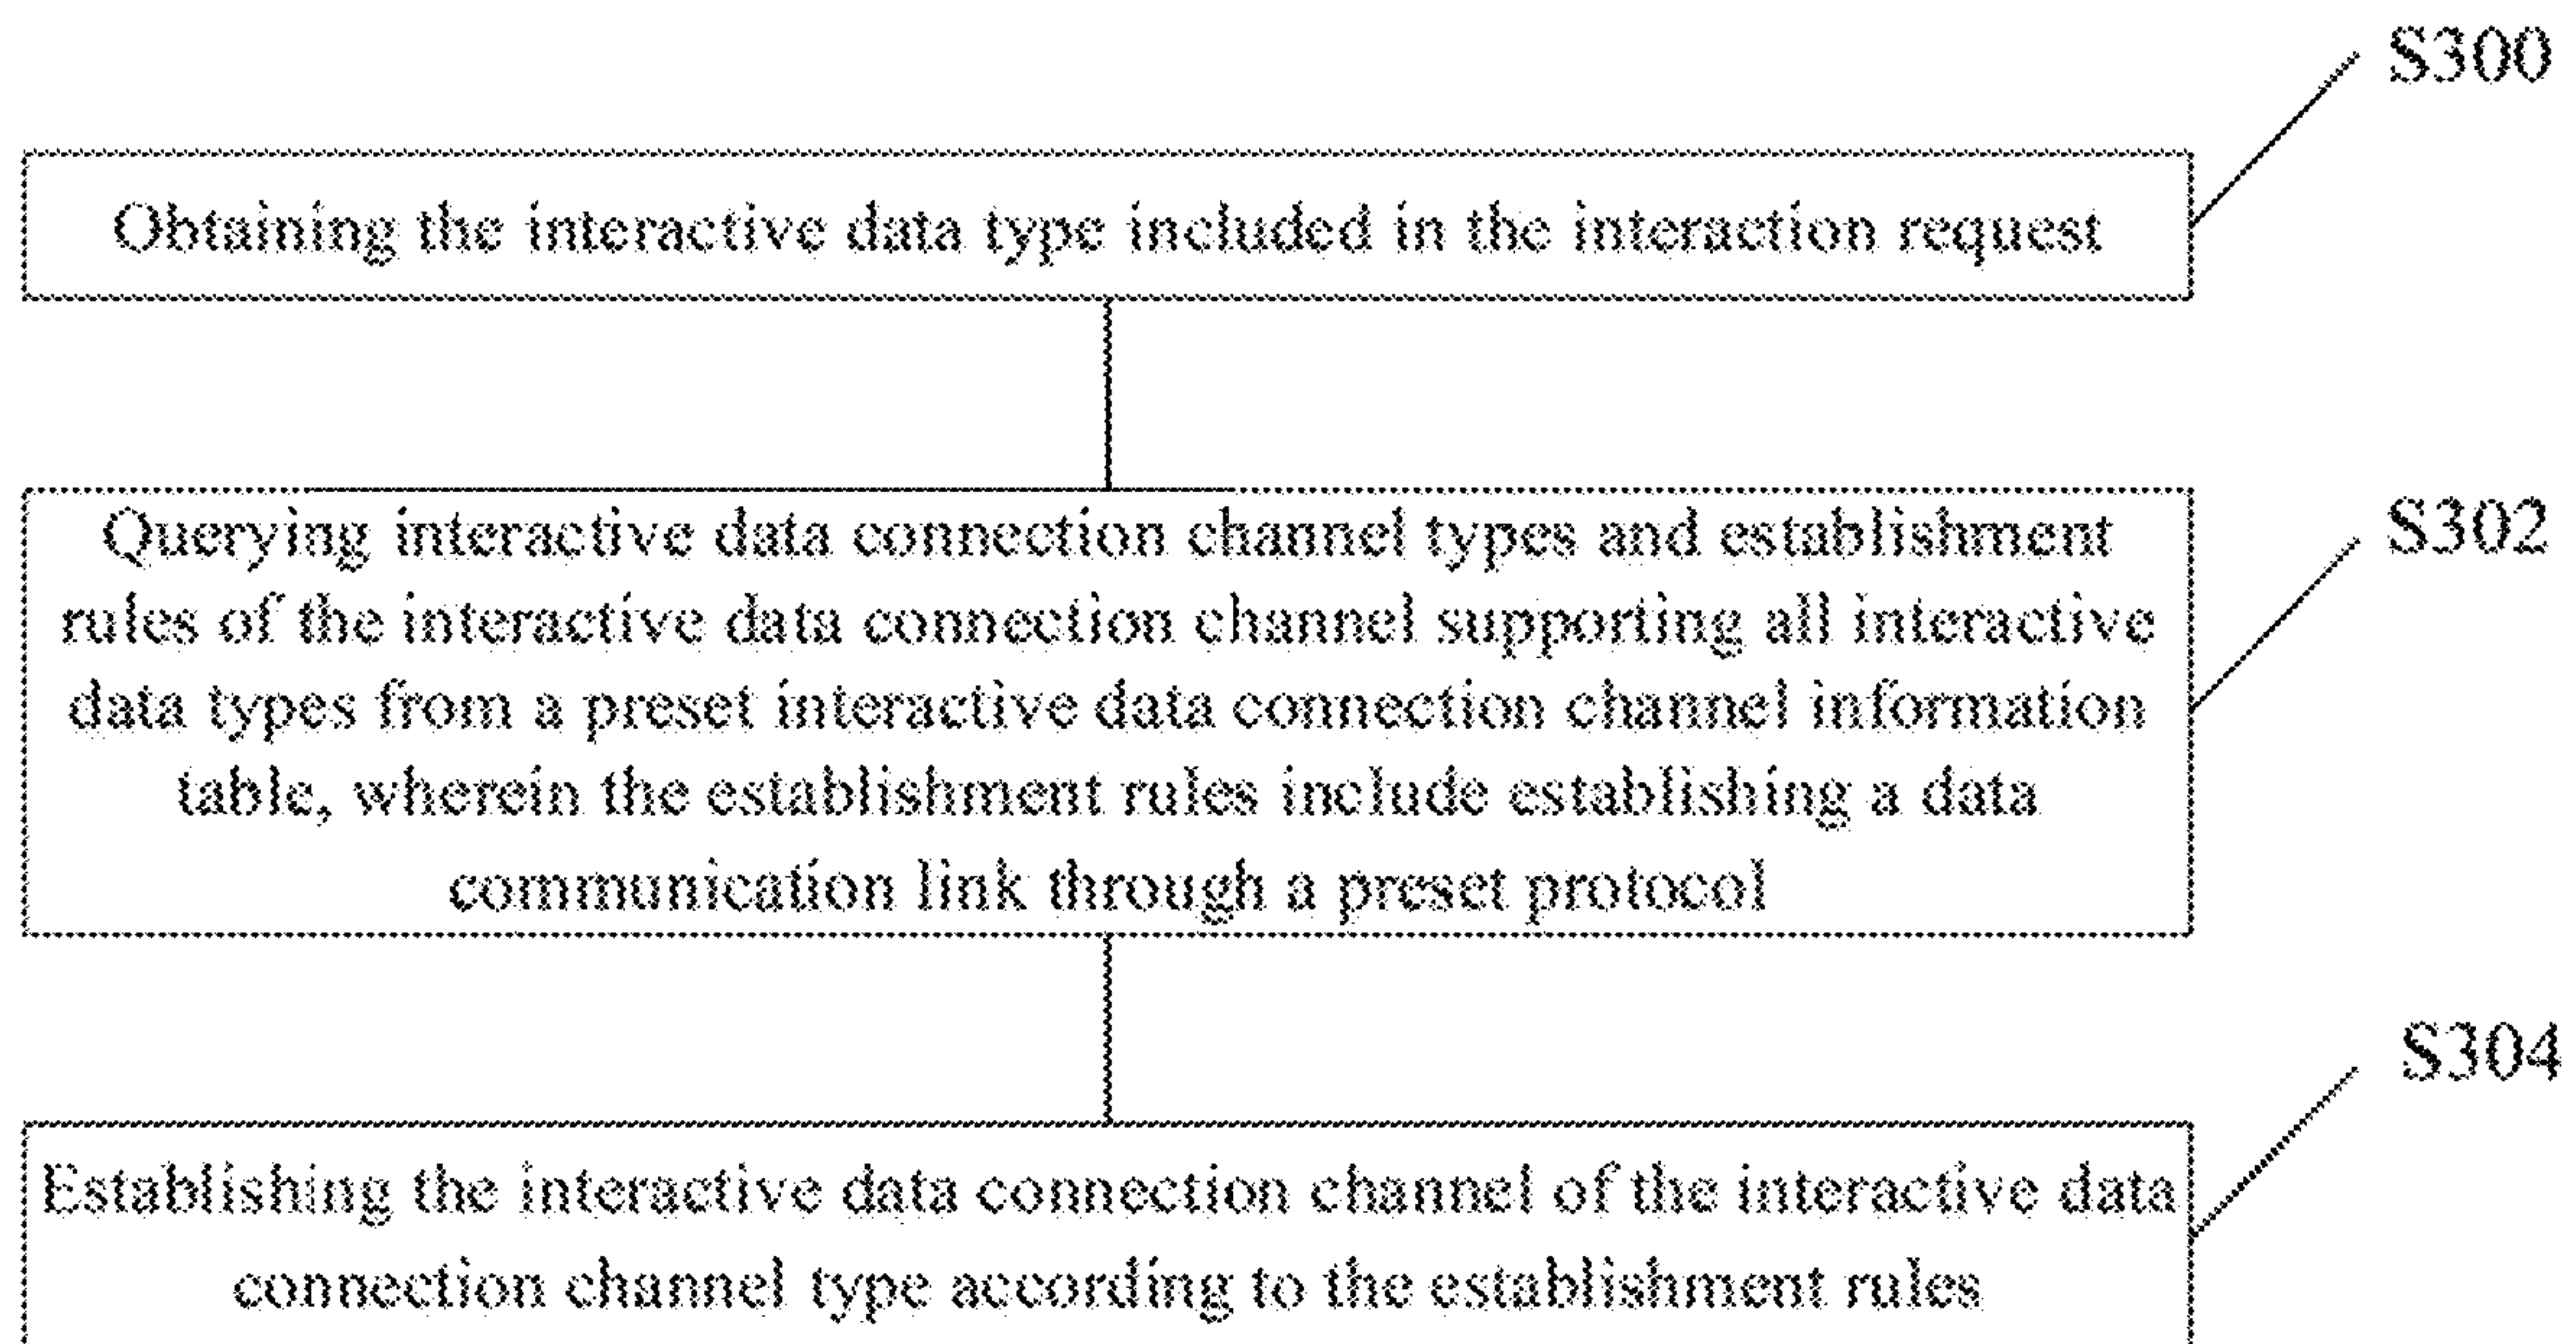 S300
Obtaining the interactive data type included in the interaction request
S302
Querying interactive data connection channel types and establishment
rules of the interactive data connection channel supporting all interactive
data types from a preset interactive data connection channel information
table, wherein the establishment rules include establishing a data
communication link through a preset protocol
S304
Establishing the interactive data connection channel of the interactive data
connection channel type according to the establishment rules